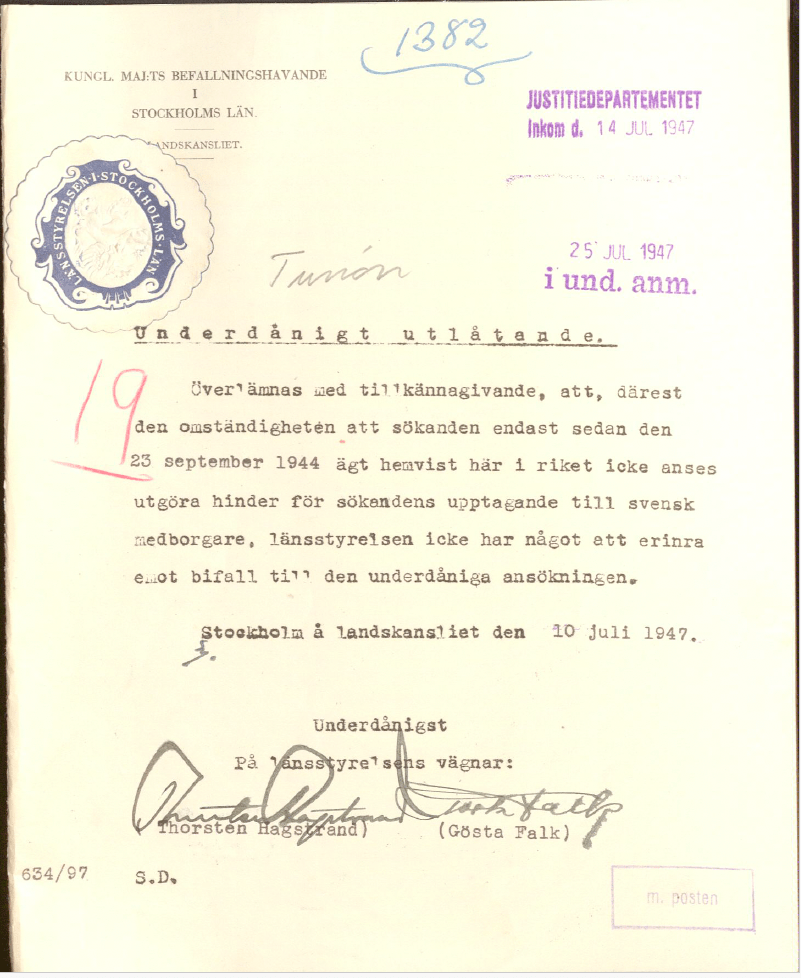 1382
KUNGL. MAJ:TS BEFALLNINGSHAVANDE
I
STOCKHOLMS LÄN.
LANDSKANSLIET.
JUSTITIEDEPARTEMENTET
Inkom d. 14 JUL 1947
LÄNSSTYRELSEN·I·STOCKHOLMS·LÄN
25 JUL 1947
i und. anm.
Underdånigt utlåtande.
19
Överlämnas med tillkännagivande, att, därest
den omständigheten att sökanden endast sedan den
23 september 1944 ägt hemvist här i riket icke anses
utgöra hinder för sökandens upptagande till svensk
medborgare, länsstyrelsen icke har något att erinra
emot bifall till den underdåniga ansökningen.
Stockholm å landskansliet den 10 juli 1947.
Underdånigst
På länsstyrelsens vägnar:
(Thorsten Hagstrand) (Gösta Falk)
634/97 S.D.
m. posten